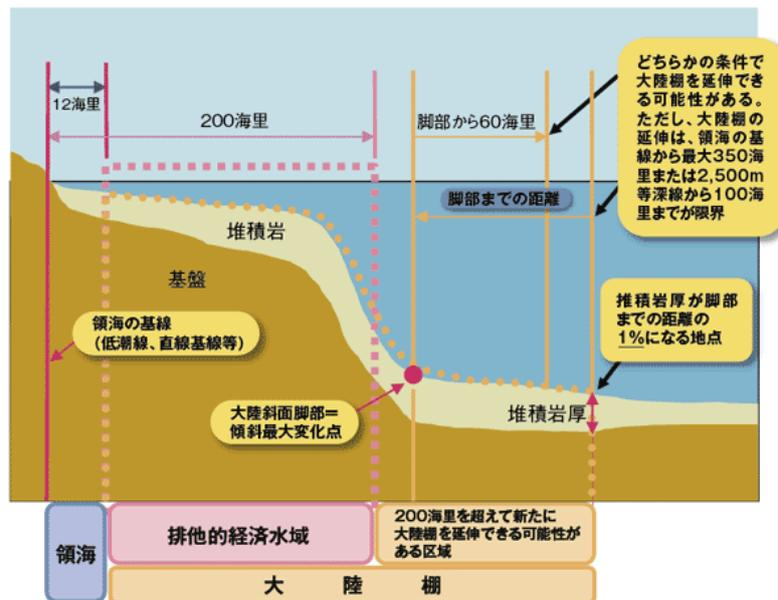 12海里
200海里
脚部から60海里
どちらかの条件で
大陸棚を延伸でき
る可能性がある。
ただし、大陸棚の
延伸は、領海の基
線から最大350海
里または2,500m
等深線から100海
里までが限界
脚部までの距離
堆積岩
基盤
領海の基線
（低潮線、直線基線等）
推積岩厚が脚部
までの距離の
1％になる地点
大陸斜面脚部＝
傾斜最大変化点
堆積岩厚
領海
排他的経済水域
200海里を超えて新たに
大陸棚を延伸できる可能性が
ある区域
大陸棚